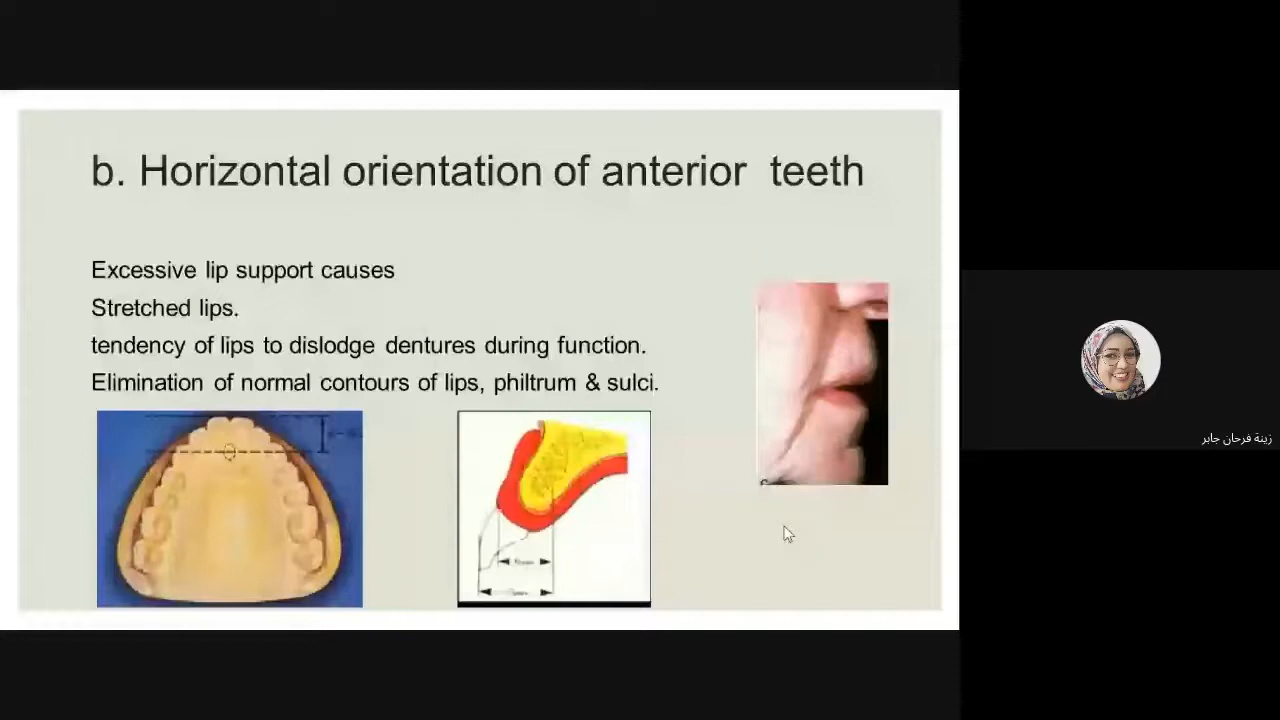 b. Horizontal orientation of anterior teeth
Excessive lip support causes
Stretched lips.
tendency of lips to dislodge dentures during function.
Elimination of normal contours of lips, philtrum & sulci.
زينة فرحان جابر